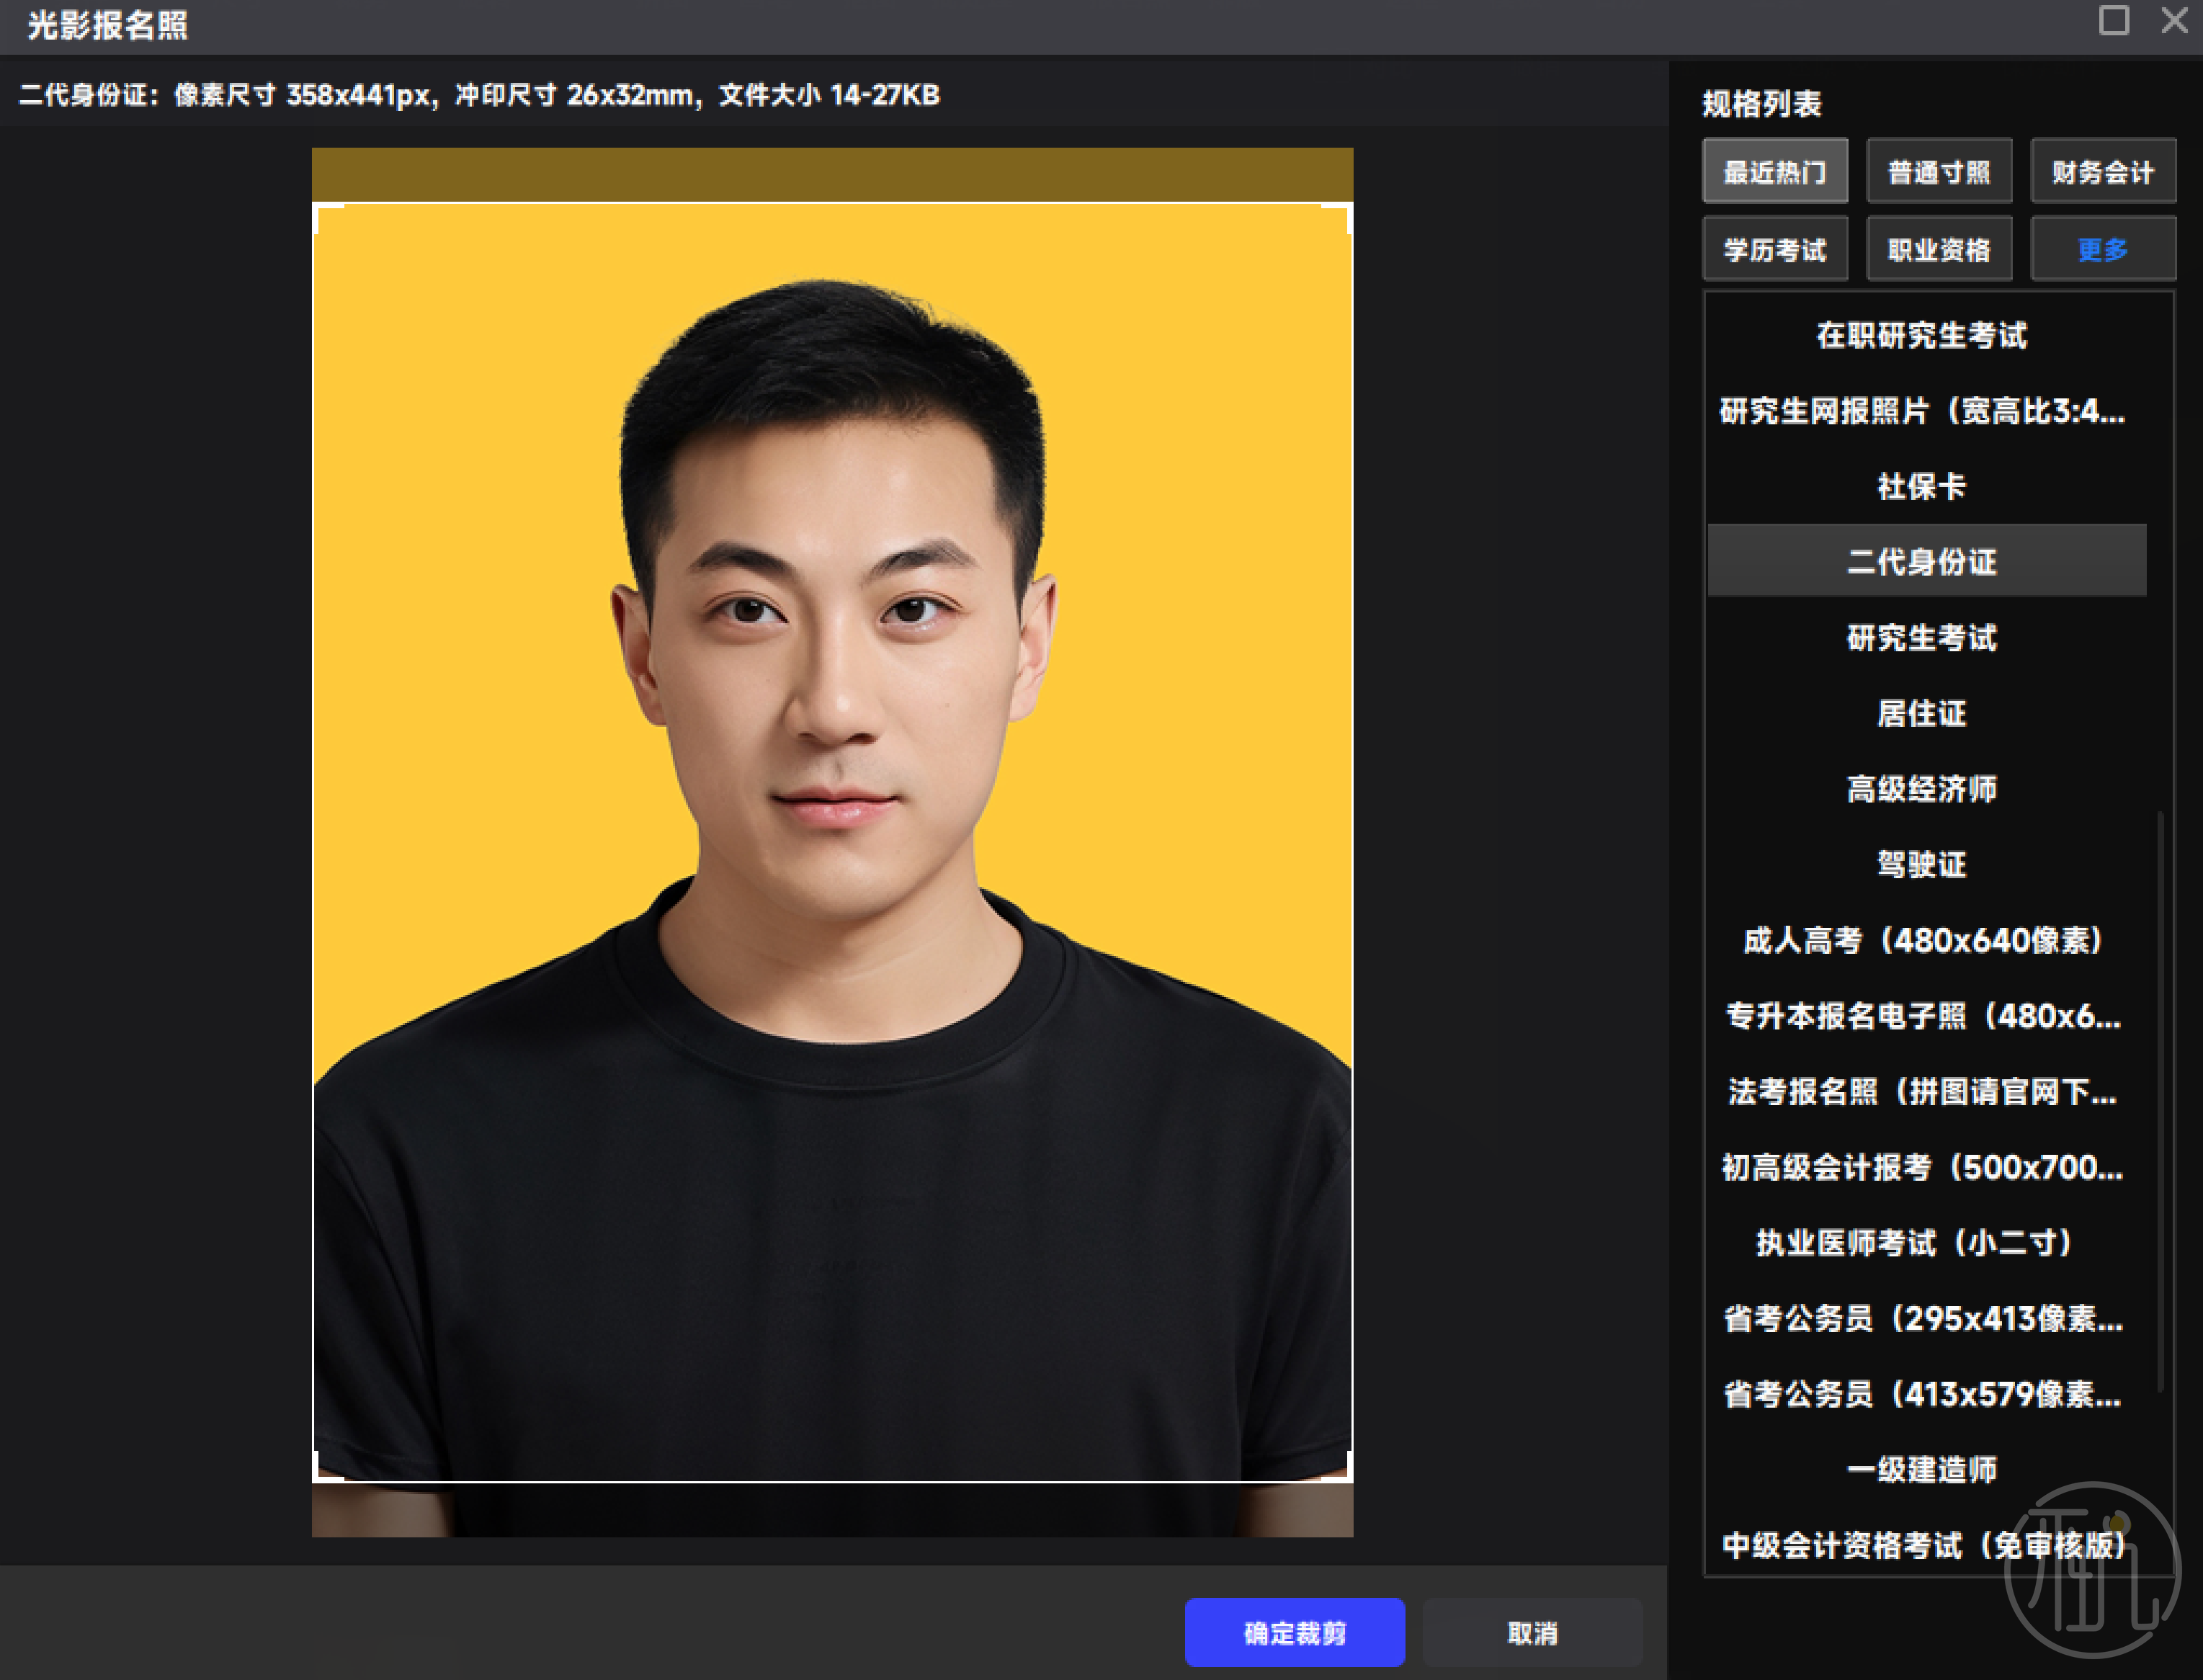 光影报名照
二代身份证：像素尺寸 358x441px，冲印尺寸 26x32mm，文件大小 14-27KB
规格列表
最近热门 普通寸照 财务会计
学历考试 职业资格 更多
在职研究生考试
研究生网报照片（宽高比3:4...
社保卡
二代身份证
研究生考试
居住证
高级经济师
驾驶证
成人高考（480x640像素）
专升本报名电子照（480x6...
法考报名照（拼图请官网下...
初高级会计报考（500x700...
执业医师考试（小二寸）
省考公务员（295x413像素...
省考公务员（413x579像素...
一级建造师
中级会计资格考试（免审核版）
确定裁剪 取消